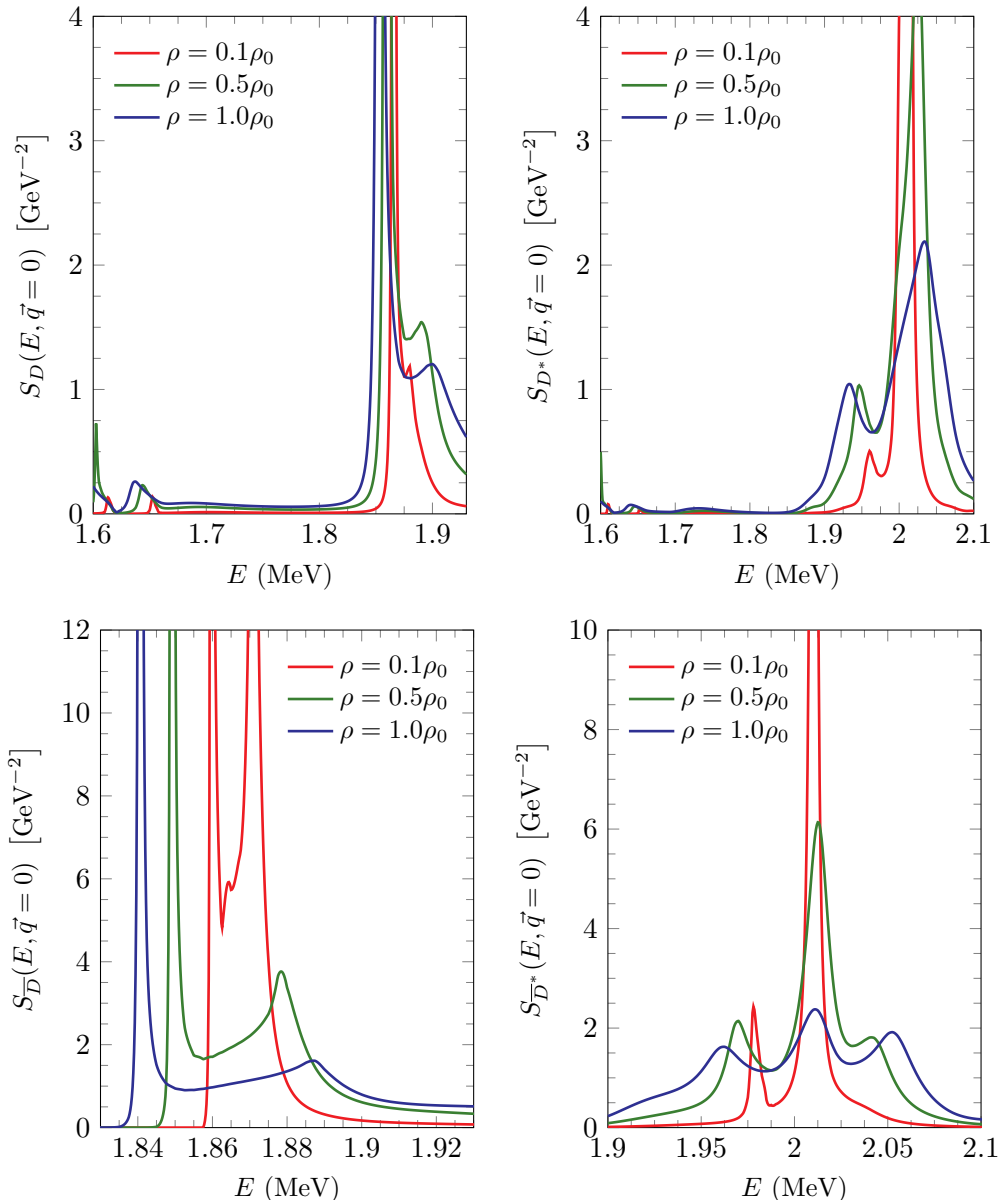 4
3
2
1
0
1.6
1.7
1.8
1.9
E (MeV)
S_D(E, q⃗ = 0) [GeV⁻²]
ρ = 0.1ρ₀
ρ = 0.5ρ₀
ρ = 1.0ρ₀
4
3
2
1
0
1.6
1.7
1.8
1.9
2
2.1
E (MeV)
S_D*(E, q⃗ = 0) [GeV⁻²]
ρ = 0.1ρ₀
ρ = 0.5ρ₀
ρ = 1.0ρ₀
12
10
8
6
4
2
0
1.84
1.86
1.88
1.9
1.92
E (MeV)
S_D̅(E, q⃗ = 0) [GeV⁻²]
ρ = 0.1ρ₀
ρ = 0.5ρ₀
ρ = 1.0ρ₀
10
8
6
4
2
0
1.9
1.95
2
2.05
2.1
E (MeV)
S_D̅*(E, q⃗ = 0) [GeV⁻²]
ρ = 0.1ρ₀
ρ = 0.5ρ₀
ρ = 1.0ρ₀